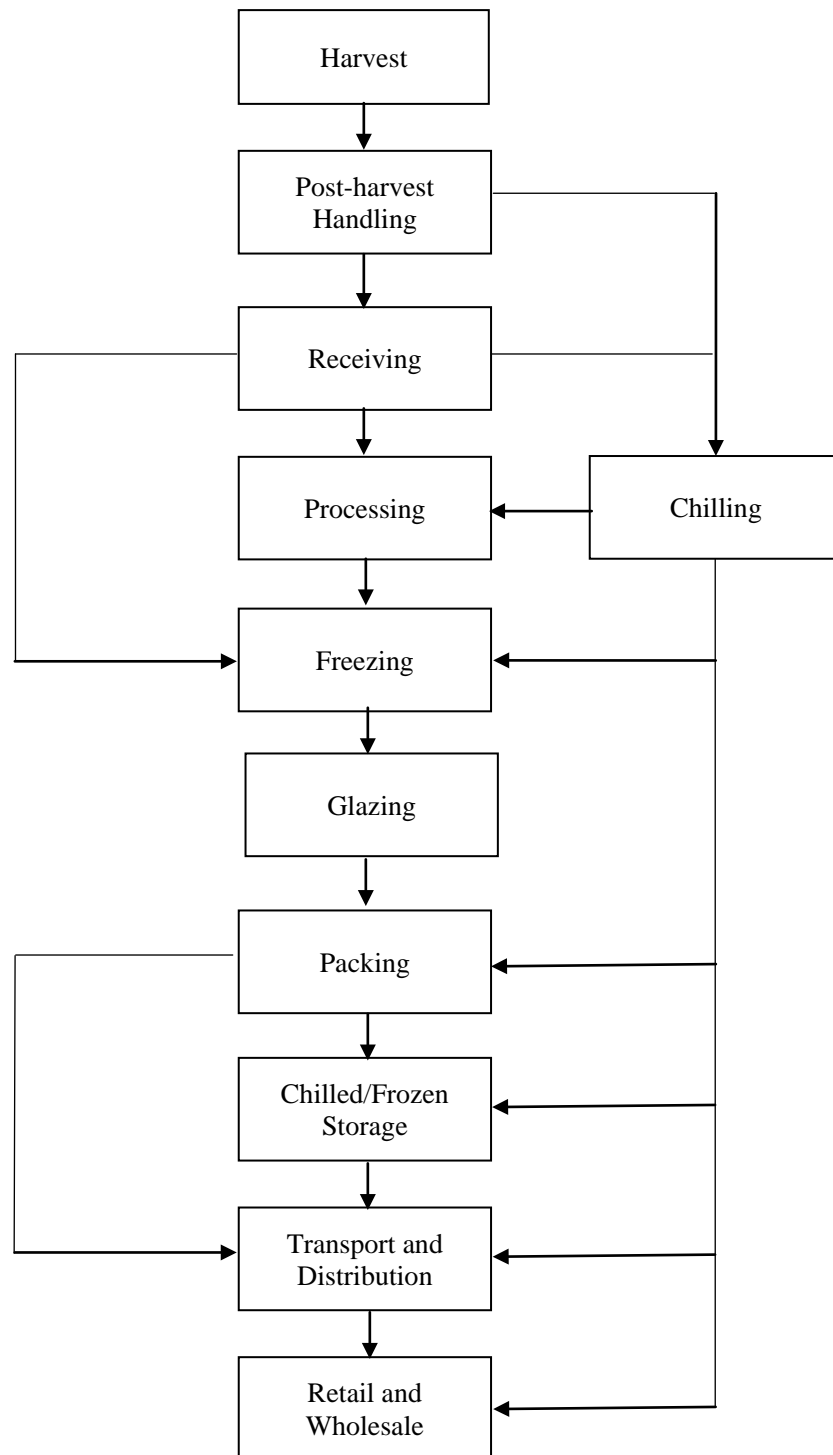 Harvest
Post-harvest
Handling
Receiving
Processing
Chilling
Freezing
Glazing
Packing
Chilled/Frozen
Storage
Transport and
Distribution
Retail and
Wholesale